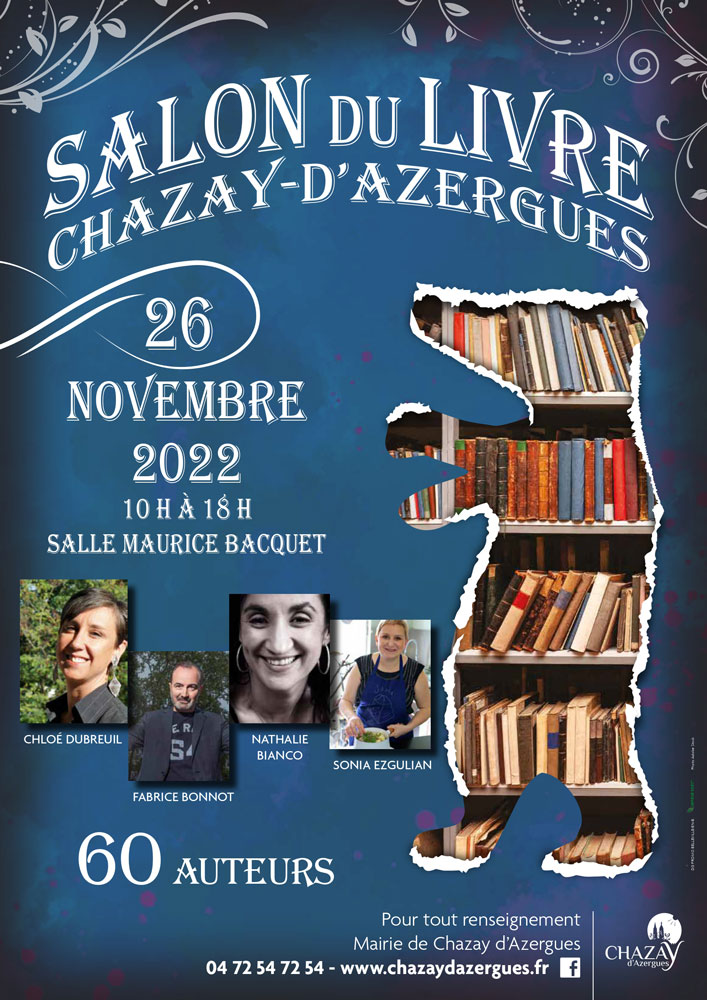 SALON DU LIVRE
CHAZAY-D'AZERGUES
26
NOVEMBRE
2022
10 H À 18 H
SALLE MAURICE BACQUET
CHLOÉ DUBREUIL
FABRICE BONNOT
NATHALIE
BIANCO
SONIA EZGULIAN
60 AUTEURS
Pour tout renseignement
Mairie de Chazay d'Azergues
04 72 54 72 54 - www.chazaydazergues.fr f
CHAZAY
d'Azergues